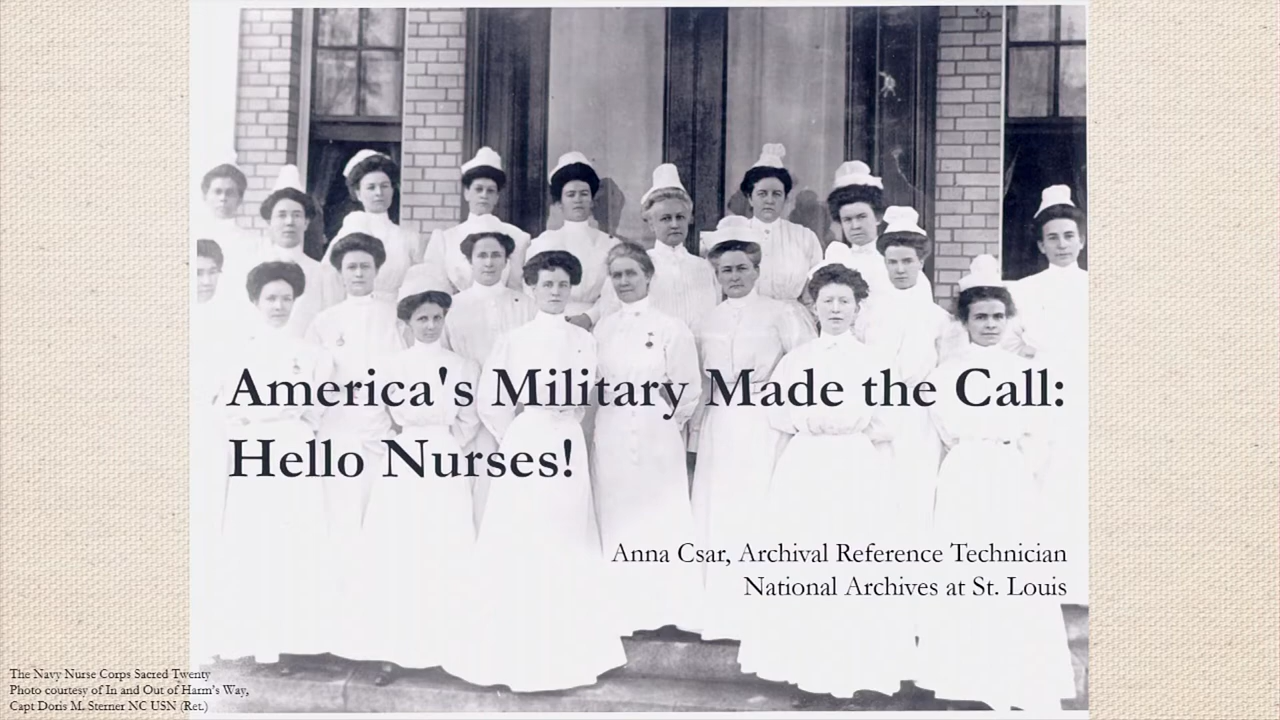 America's Military Made the Call:
Hello Nurses!
Anna Csar, Archival Reference Technician
National Archives at St. Louis
The Navy Nurse Corps Sacred Twenty
Photo courtesy of In and Out of Harm's Way,
Capt Doris M. Sterner NC USN (Ret.)